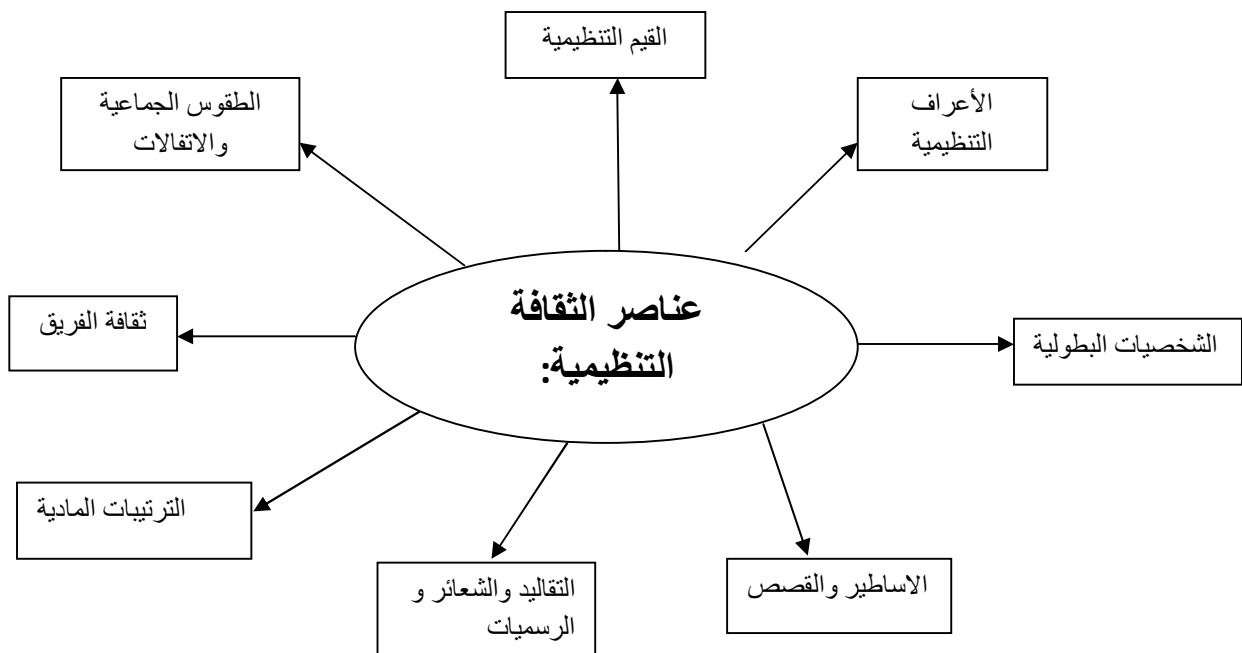 القيم التنظيمية
الأعراف
التنظيمية
الطقوس الجماعية
والاتفالات
عناصر الثقافة
التنظيمية:
ثقافة الفريق
الشخصيات البطولية
الترتيبات المادية
التقاليد والشعائر و
الرسميات
الاساطير والقصص